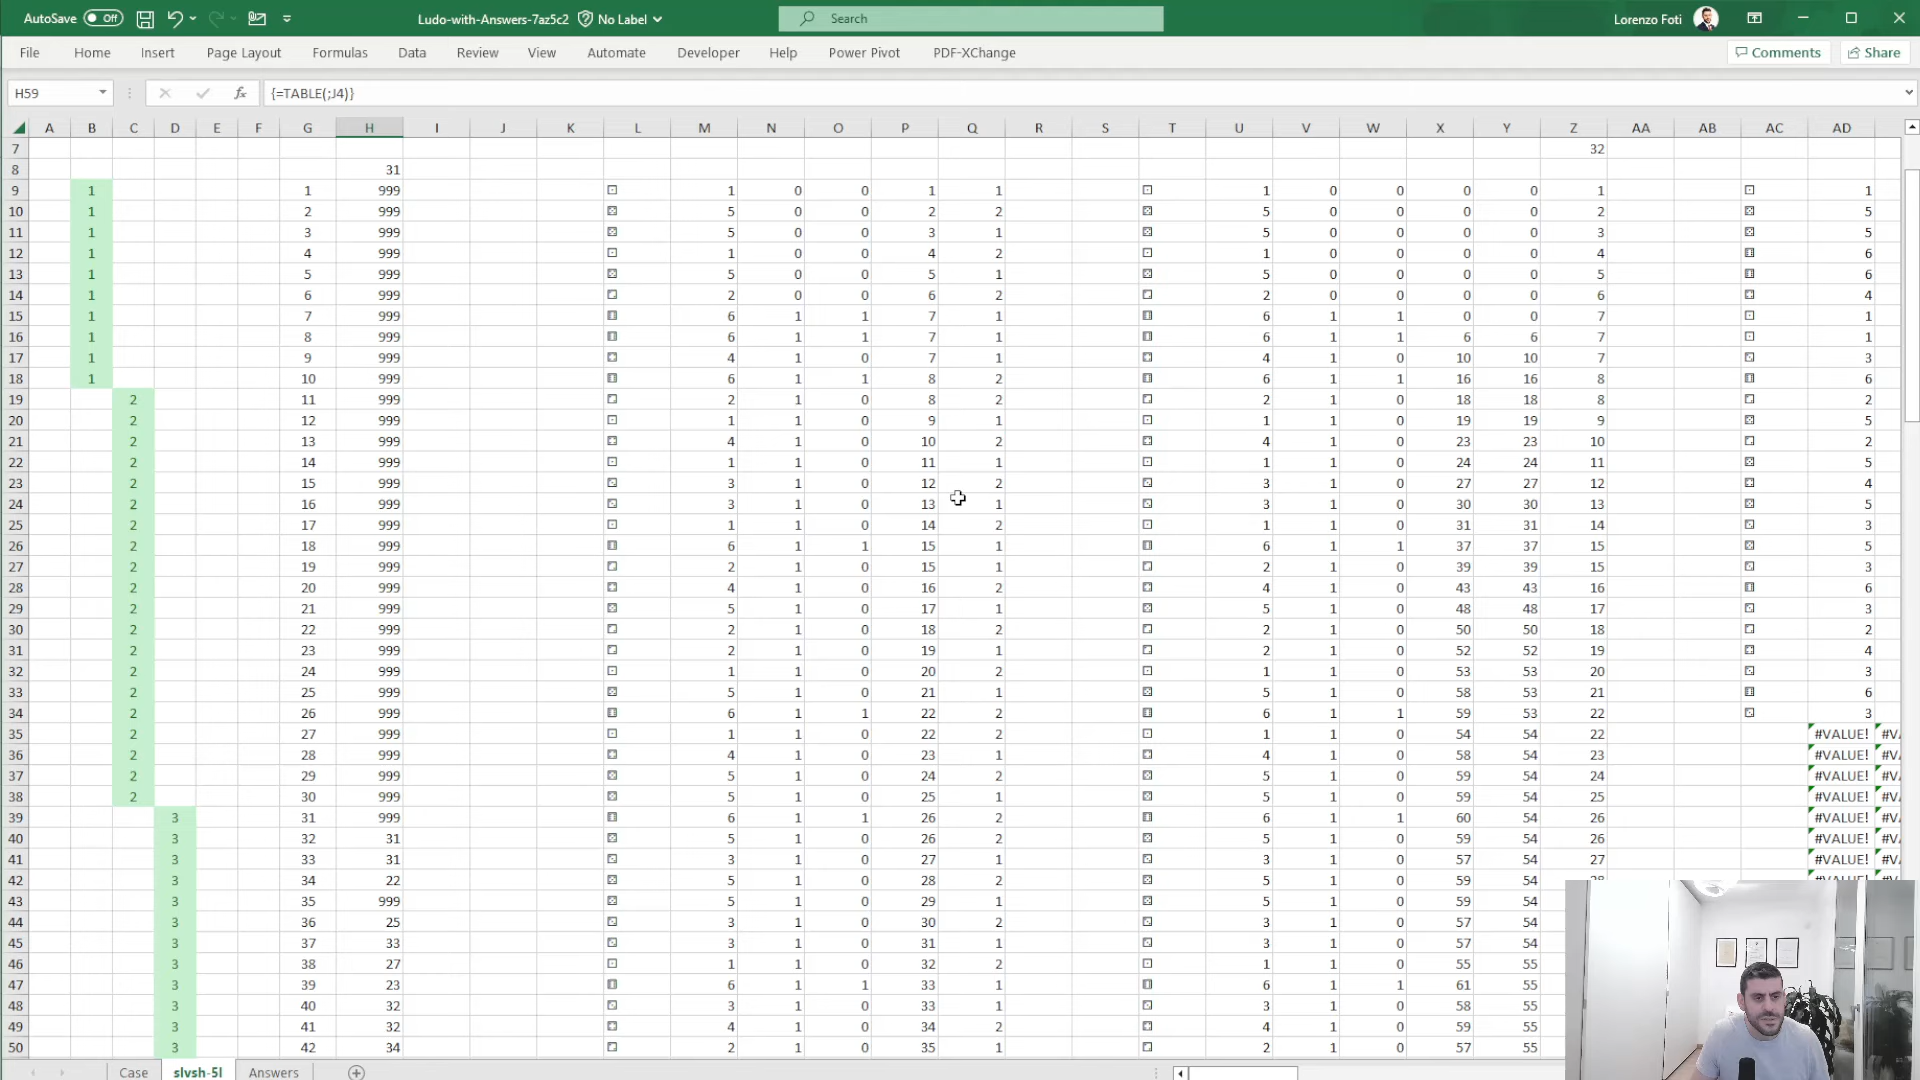 AutoSave Off Ludo-with-Answers-7az5c2 No Label Search Lorenzo Foti
File Home Insert Page Layout Formulas Data Review View Automate Developer Help Power Pivot PDF-XChange Comments Share
H59 fx {=TABLE(;J4)}
A B C D E F G H I J K L M N O P Q R S T U V W X Y Z AA AB AC AD
7 32
8 31
9 1 1 999 ⚀ 1 0 0 1 1 ⚀ 1 0 0 0 0 1 ⚀ 1
10 1 2 999 ⚄ 5 0 0 2 2 ⚄ 5 0 0 0 0 2 ⚄ 5
11 1 3 999 ⚄ 5 0 0 3 1 ⚄ 5 0 0 0 0 3 ⚄ 5
12 1 4 999 ⚀ 1 0 0 4 2 ⚀ 1 0 0 0 0 4 ⚅ 6
13 1 5 999 ⚄ 5 0 0 5 1 ⚄ 5 0 0 0 0 5 ⚅ 6
14 1 6 999 ⚁ 2 0 0 6 2 ⚁ 2 0 0 0 0 6 ⚃ 4
15 1 7 999 ⚅ 6 1 1 7 1 ⚅ 6 1 1 0 0 7 ⚀ 1
16 1 8 999 ⚅ 6 1 1 7 1 ⚅ 6 1 1 6 6 7 ⚀ 1
17 1 9 999 ⚃ 4 1 0 7 1 ⚃ 4 1 0 10 10 7 ⚂ 3
18 1 10 999 ⚅ 6 1 1 8 2 ⚅ 6 1 1 16 16 8 ⚅ 6
19 2 11 999 ⚁ 2 1 0 8 2 ⚁ 2 1 0 18 18 8 ⚁ 2
20 2 12 999 ⚀ 1 1 0 9 1 ⚀ 1 1 0 19 19 9 ⚄ 5
21 2 13 999 ⚃ 4 1 0 10 2 ⚃ 4 1 0 23 23 10 ⚁ 2
22 2 14 999 ⚀ 1 1 0 11 1 ⚀ 1 1 0 24 24 11 ⚄ 5
23 2 15 999 ⚂ 3 1 0 12 2 ⚂ 3 1 0 27 27 12 ⚃ 4
24 2 16 999 ⚂ 3 1 0 13 1 ⚂ 3 1 0 30 30 13 ⚄ 5
25 2 17 999 ⚀ 1 1 0 14 2 ⚀ 1 1 0 31 31 14 ⚂ 3
26 2 18 999 ⚅ 6 1 1 15 1 ⚅ 6 1 1 37 37 15 ⚄ 5
27 2 19 999 ⚁ 2 1 0 15 1 ⚁ 2 1 0 39 39 15 ⚂ 3
28 2 20 999 ⚃ 4 1 0 16 2 ⚃ 4 1 0 43 43 16 ⚅ 6
29 2 21 999 ⚄ 5 1 0 17 1 ⚄ 5 1 0 48 48 17 ⚂ 3
30 2 22 999 ⚁ 2 1 0 18 2 ⚁ 2 1 0 50 50 18 ⚁ 2
31 2 23 999 ⚁ 2 1 0 19 1 ⚁ 2 1 0 52 52 19 ⚃ 4
32 2 24 999 ⚀ 1 1 0 20 2 ⚀ 1 1 0 53 53 20 ⚂ 3
33 2 25 999 ⚄ 5 1 0 21 1 ⚄ 5 1 0 58 53 21 ⚅ 6
34 2 26 999 ⚅ 6 1 1 22 2 ⚅ 6 1 1 59 53 22 ⚂ 3
35 2 27 999 ⚀ 1 1 0 22 2 ⚀ 1 1 0 54 54 22 #VALUE! #V
36 2 28 999 ⚃ 4 1 0 23 1 ⚃ 4 1 0 58 54 23 #VALUE! #V
37 2 29 999 ⚄ 5 1 0 24 2 ⚄ 5 1 0 59 54 24 #VALUE! #V
38 2 30 999 ⚄ 5 1 0 25 1 ⚄ 5 1 0 59 54 25 #VALUE! #V
39 3 31 999 ⚅ 6 1 1 26 2 ⚅ 6 1 1 60 54 26 #VALUE! #V
40 3 32 31 ⚄ 5 1 0 26 2 ⚄ 5 1 0 59 54 26 #VALUE! #V
41 3 33 31 ⚂ 3 1 0 27 1 ⚂ 3 1 0 57 54 27 #VALUE! #V
42 3 34 22 ⚄ 5 1 0 28 2 ⚄ 5 1 0 59 54
43 3 35 999 ⚄ 5 1 0 29 1 ⚄ 5 1 0 59 54
44 3 36 25 ⚂ 3 1 0 30 2 ⚂ 3 1 0 57 54
45 3 37 33 ⚂ 3 1 0 31 1 ⚂ 3 1 0 57 54
46 3 38 27 ⚀ 1 1 0 32 2 ⚀ 1 1 0 55 55
47 3 39 23 ⚅ 6 1 1 33 1 ⚅ 6 1 1 61 55
48 3 40 32 ⚂ 3 1 0 33 1 ⚂ 3 1 0 58 55
49 3 41 32 ⚃ 4 1 0 34 2 ⚃ 4 1 0 59 55
50 3 42 34 ⚁ 2 1 0 35 1 ⚁ 2 1 0 57 55
Case slvsh-5l Answers